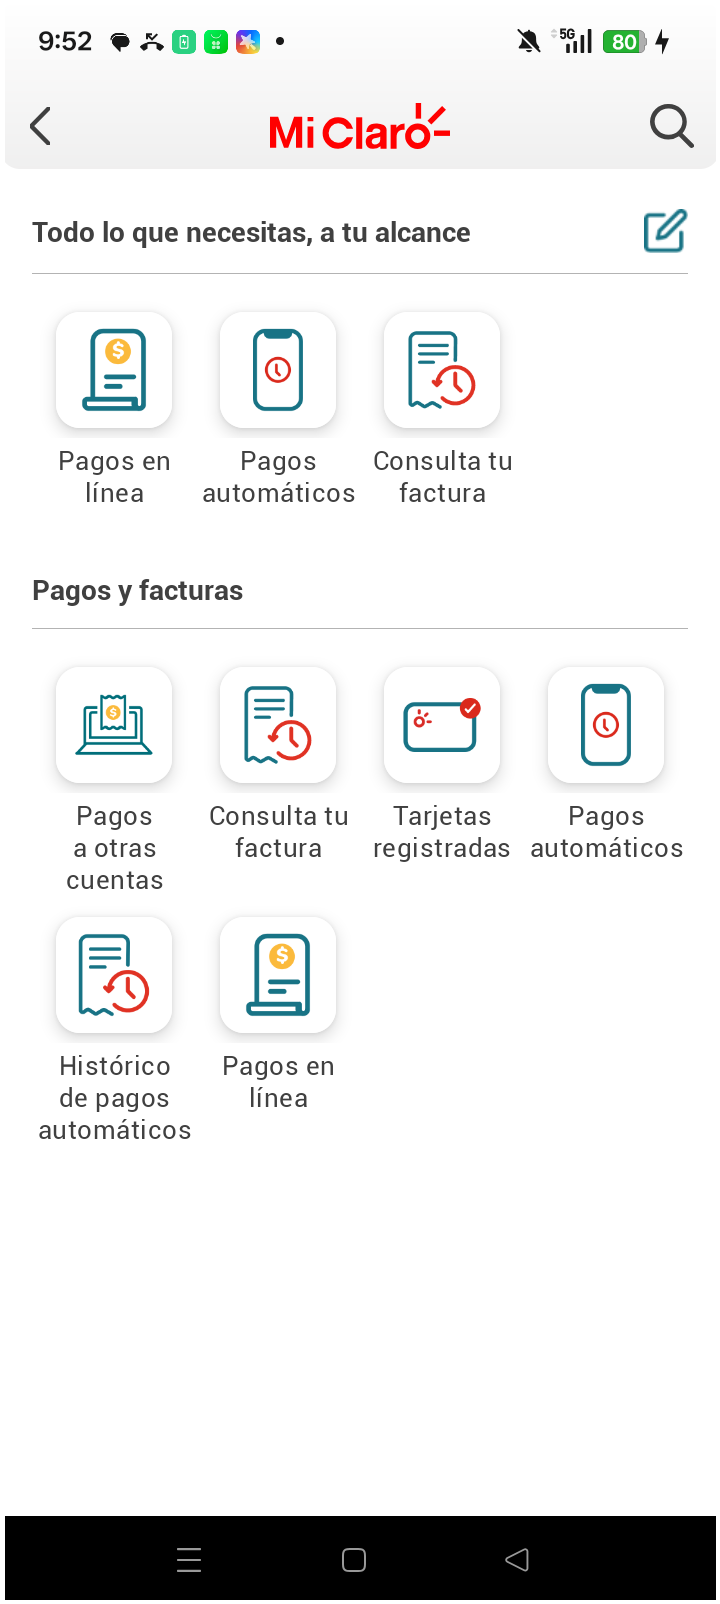 9:52
5G
80
Mi Claro
Todo lo que necesitas, a tu alcance
Pagos en
línea
Pagos
automáticos
Consulta tu
factura
Pagos y facturas
Pagos
a otras
cuentas
Consulta tu
factura
Tarjetas
registradas
Pagos
automáticos
Histórico
de pagos
automáticos
Pagos en
línea